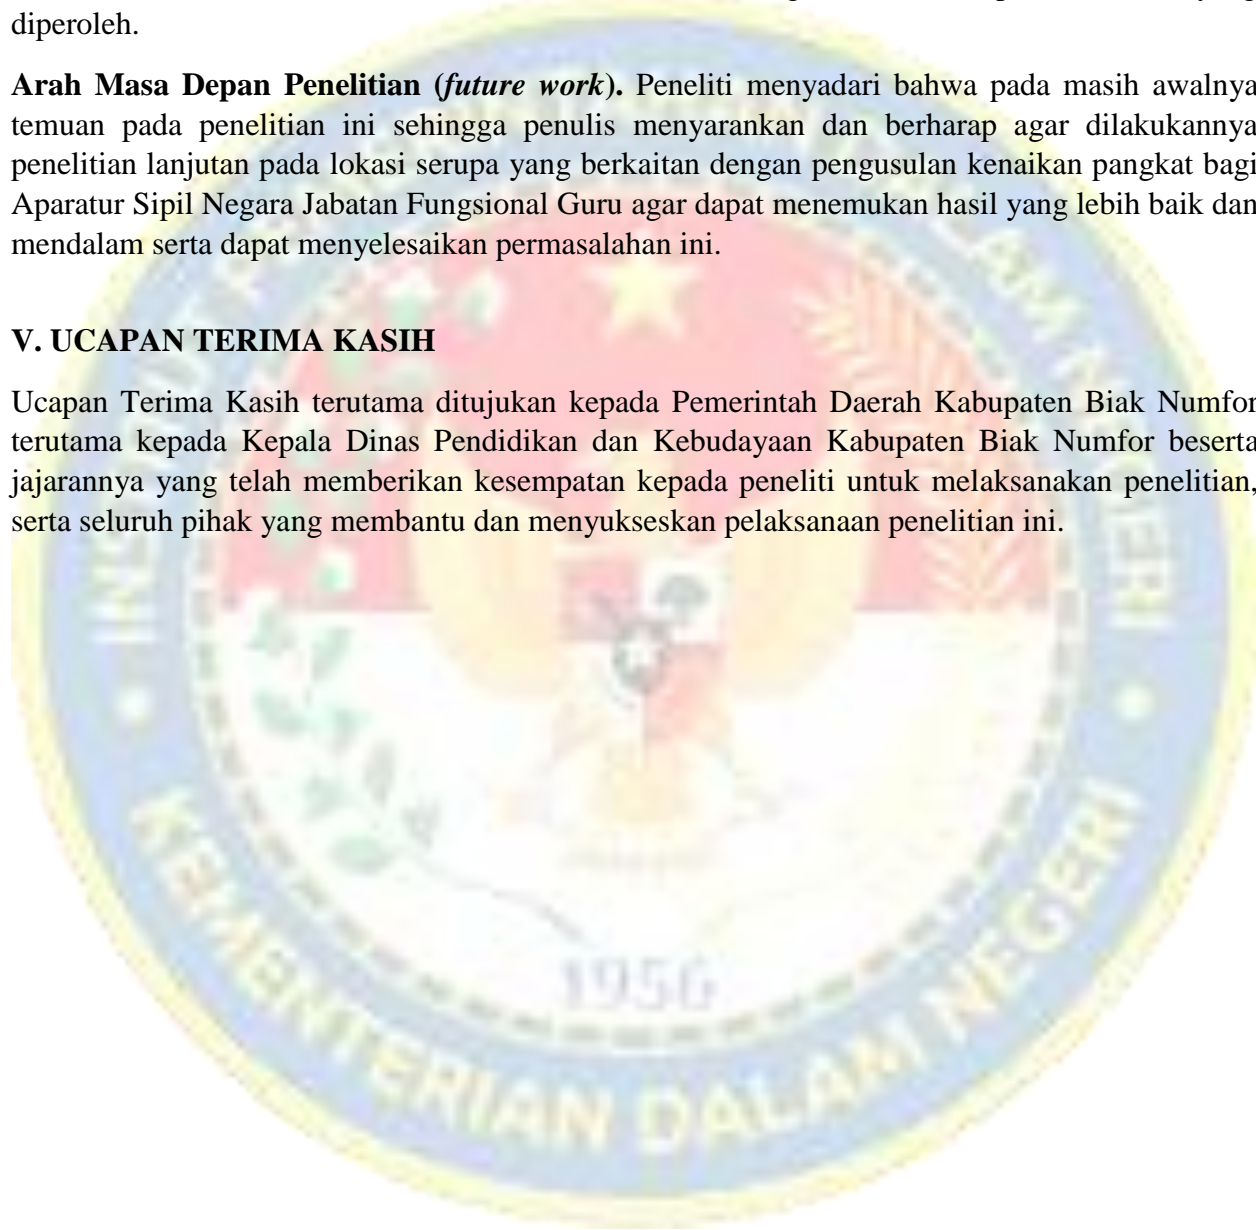 diperoleh.
Arah Masa Depan Penelitian (future work). Peneliti menyadari bahwa pada masih awalnya
temuan pada penelitian ini sehingga penulis menyarankan dan berharap agar dilakukannya
penelitian lanjutan pada lokasi serupa yang berkaitan dengan pengusulan kenaikan pangkat bagi
Aparatur Sipil Negara Jabatan Fungsional Guru agar dapat menemukan hasil yang lebih baik dan
mendalam serta dapat menyelesaikan permasalahan ini.
V. UCAPAN TERIMA KASIH
Ucapan Terima Kasih terutama ditujukan kepada Pemerintah Daerah Kabupaten Biak Numfor
terutama kepada Kepala Dinas Pendidikan dan Kebudayaan Kabupaten Biak Numfor beserta
jajarannya yang telah memberikan kesempatan kepada peneliti untuk melaksanakan penelitian,
serta seluruh pihak yang membantu dan menyukseskan pelaksanaan penelitian ini.
1956
KEMENTERIAN DALAM NEGERI